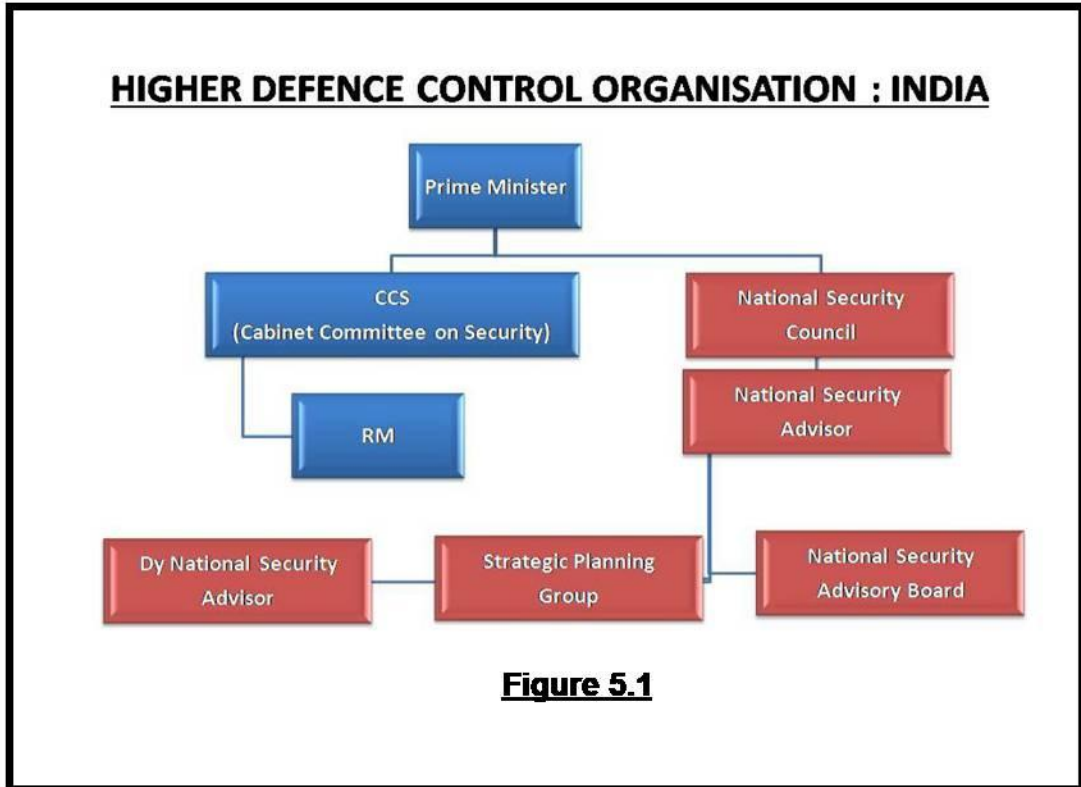 HIGHER DEFENCE CONTROL ORGANISATION : INDIA
Prime Minister
CCS
(Cabinet Committee on Security)
National Security
Council
National Security
Advisor
RM
Dy National Security
Advisor
Strategic Planning
Group
National Security
Advisory Board
Figure 5.1